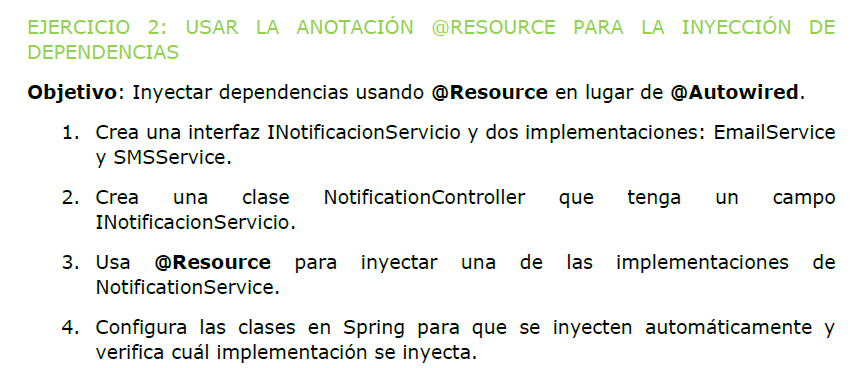 EJERCICIO 2: USAR LA ANOTACIÓN @RESOURCE PARA LA INYECCIÓN DE
DEPENDENCIAS
Objetivo: Inyectar dependencias usando @Resource en lugar de @Autowired.
1. Crea una interfaz INotificacionServicio y dos implementaciones: EmailService
y SMSService.
2. Crea una clase NotificationController que tenga un campo
INotificacionServicio.
3. Usa @Resource para inyectar una de las implementaciones de
NotificationService.
4. Configura las clases en Spring para que se inyecten automáticamente y
verifica cuál implementación se inyecta.